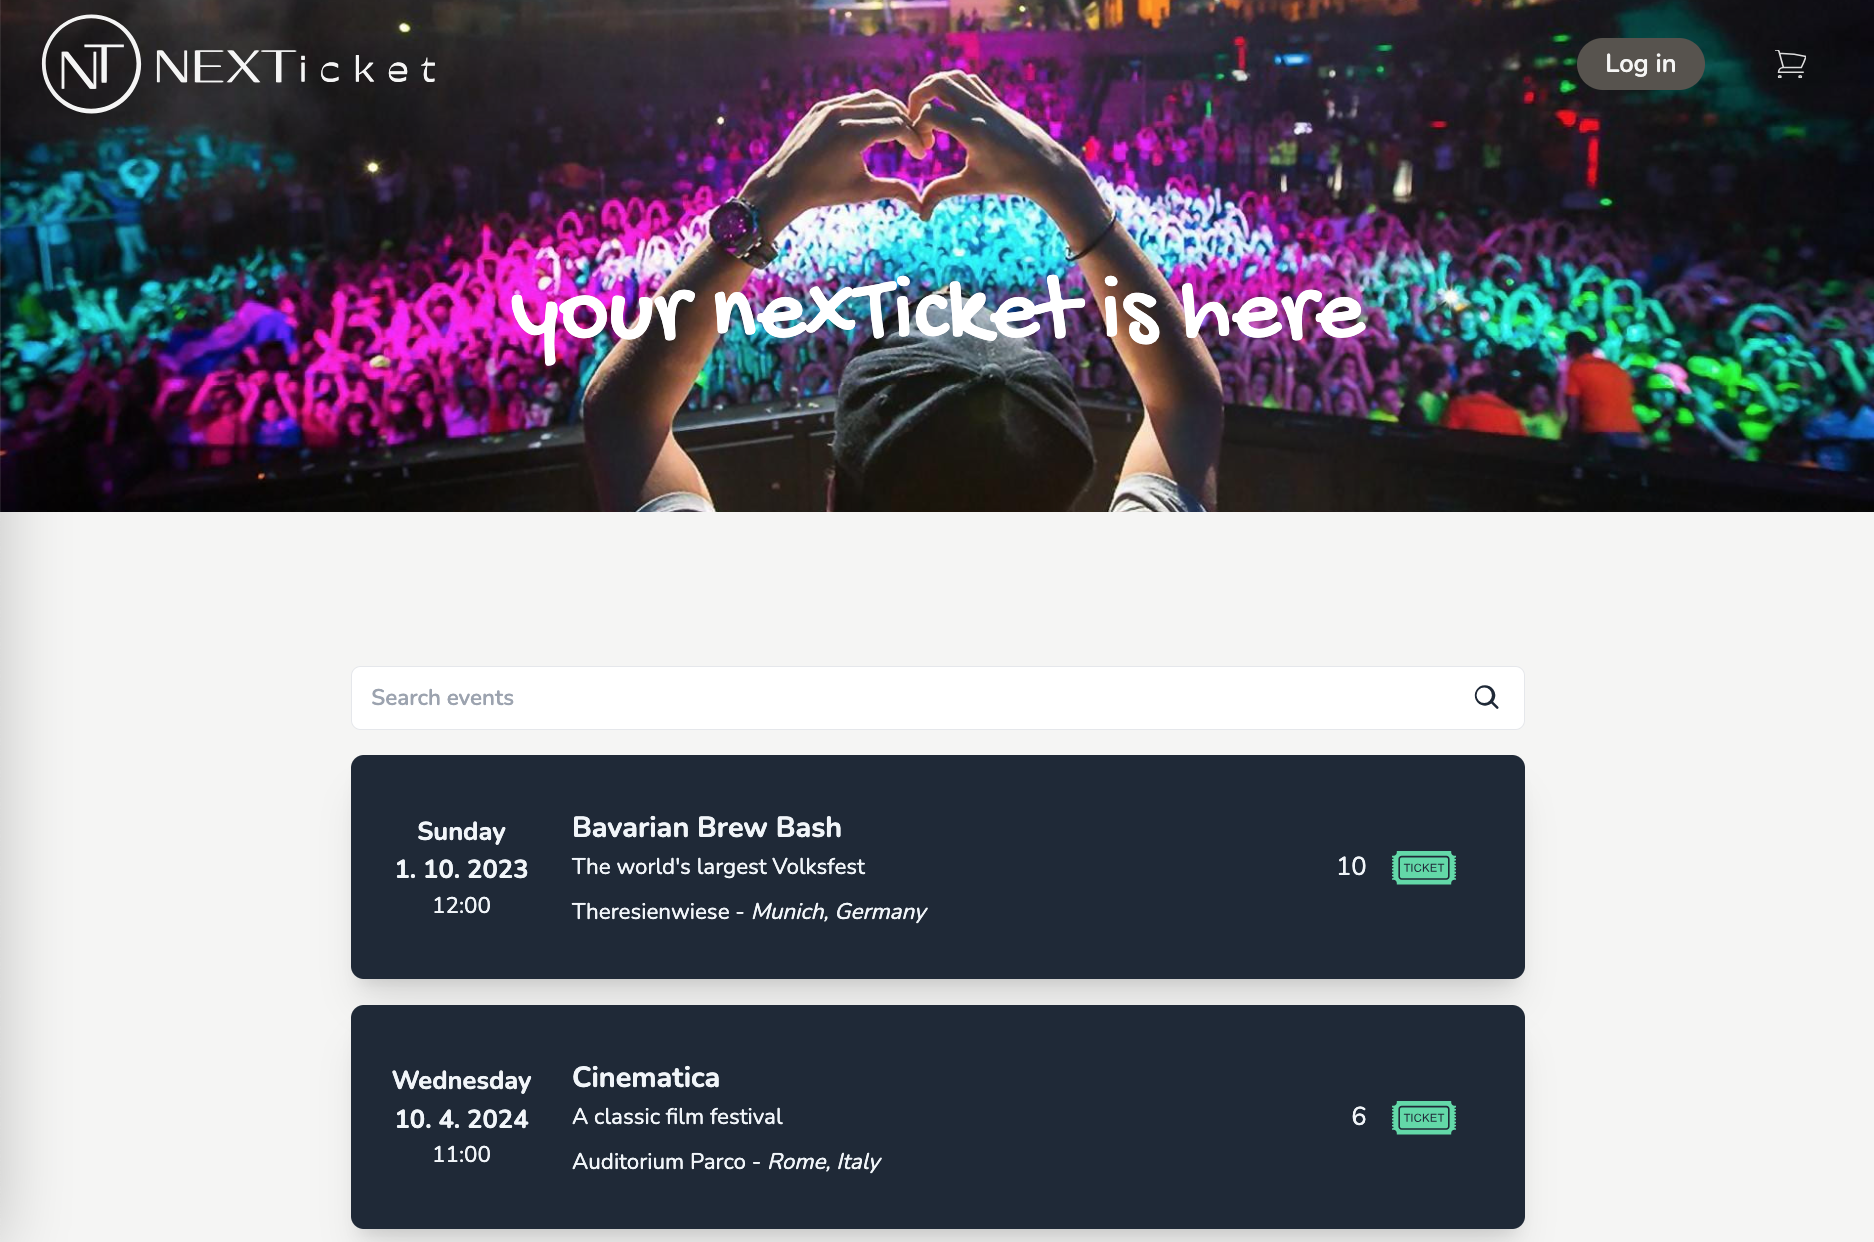 NT NEXTicket
Log in
your nexTicket is here
Search events
Sunday
1. 10. 2023
12:00
Bavarian Brew Bash
The world's largest Volksfest
Theresienwiese - Munich, Germany
10
TICKET
Wednesday
10. 4. 2024
11:00
Cinematica
A classic film festival
Auditorium Parco - Rome, Italy
6
TICKET